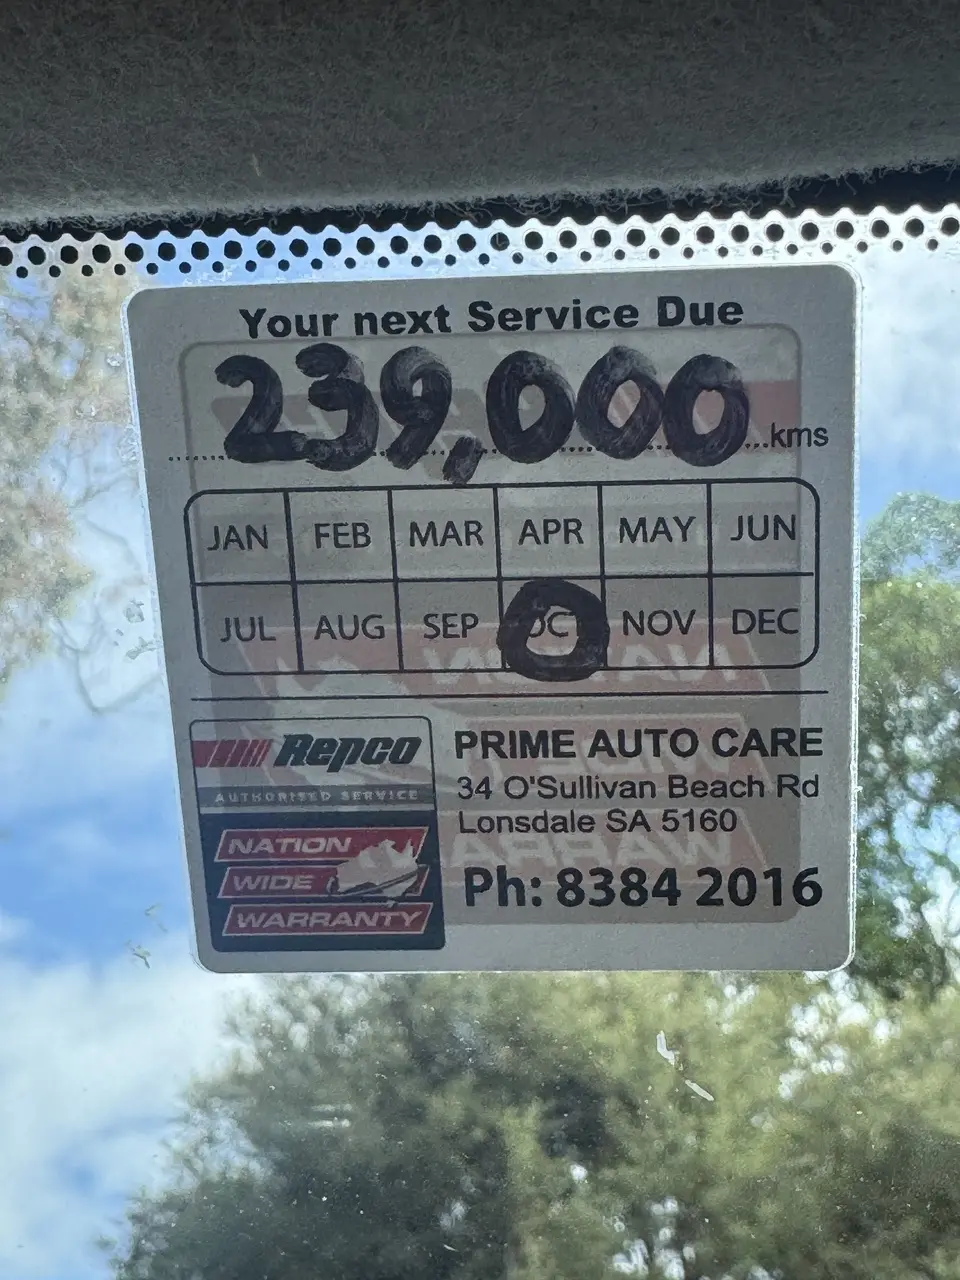 Your next Service Due
239,000 kms
JAN FEB MAR APR MAY JUN
JUL AUG SEP OCT NOV DEC
Repco
AUTHORISED SERVICE
NATION
WIDE
WARRANTY
PRIME AUTO CARE
34 O'Sullivan Beach Rd
Lonsdale SA 5160
Ph: 8384 2016